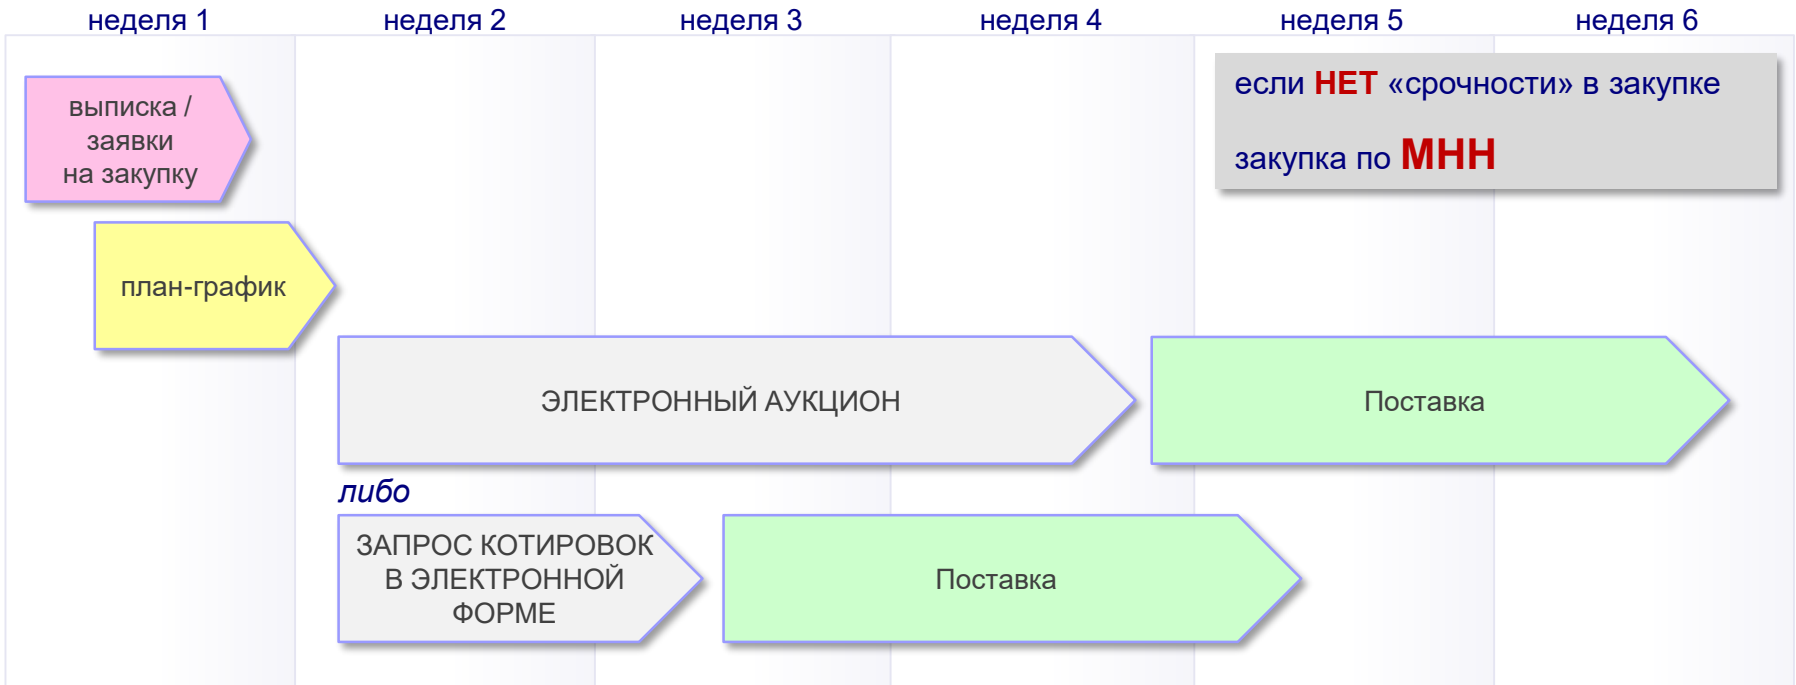 неделя 1
неделя 2
неделя 3
неделя 4
неделя 5
неделя 6
если НЕТ «срочности» в закупке
закупка по МНН
выписка /
заявки
на закупку
план-график
ЭЛЕКТРОННЫЙ АУКЦИОН
Поставка
либо
ЗАПРОС КОТИРОВОК
В ЭЛЕКТРОННОЙ
ФОРМЕ
Поставка